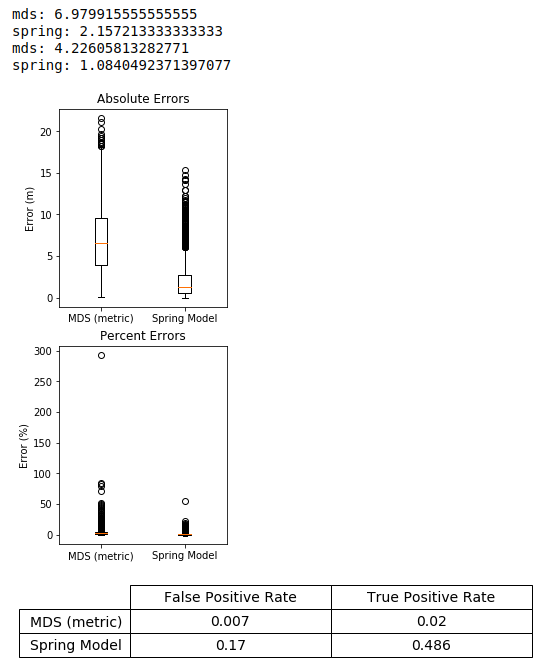 mds: 6.979915555555555
spring: 2.157213333333333
mds: 4.22605813282771
spring: 1.0840492371397077
Absolute Errors
20
15
10
5
0
Error (m)
MDS (metric) Spring Model
Percent Errors
300
250
200
150
100
50
0
Error (%)
MDS (metric) Spring Model
False Positive Rate True Positive Rate
MDS (metric) 0.007 0.02
Spring Model 0.17 0.486